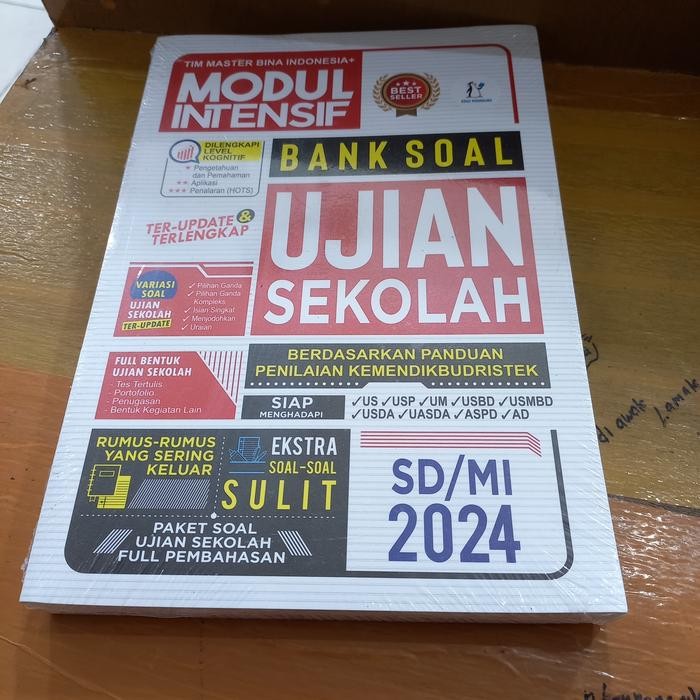 TIM MASTER BINA INDONESIA+
MODUL
INTENSIF
BEST
SELLER
DILENGKAPI
LEVEL
KOGNITIF
★ Pengetahuan
dan Pemahaman
★★ Aplikasi
★★★ Penalaran (HOTS)
BANK SOAL
TER-UPDATE &
TERLENGKAP
UJIAN
SEKOLAH
VARIASI
SOAL
UJIAN
SEKOLAH
TER-UPDATE
✓ Pilihan Ganda
✓ Pilihan Ganda
Kompleks
✓ Isian Singkat
✓ Menjodohkan
✓ Uraian
BERDASARKAN PANDUAN
PENILAIAN KEMENDIKBUDRISTEK
FULL BENTUK
UJIAN SEKOLAH
- Tes Tertulis
- Portofolio
- Penugasan
- Bentuk Kegiatan Lain
SIAP
MENGHADAPI
✓US ✓USP ✓UM ✓USBD ✓USMBD
✓USDA ✓UASDA ✓ASPD ✓AD
RUMUS-RUMUS
YANG SERING
KELUAR
EKSTRA
SOAL-SOAL
SULIT
PAKET SOAL
UJIAN SEKOLAH
FULL PEMBAHASAN
SD/MI
2024